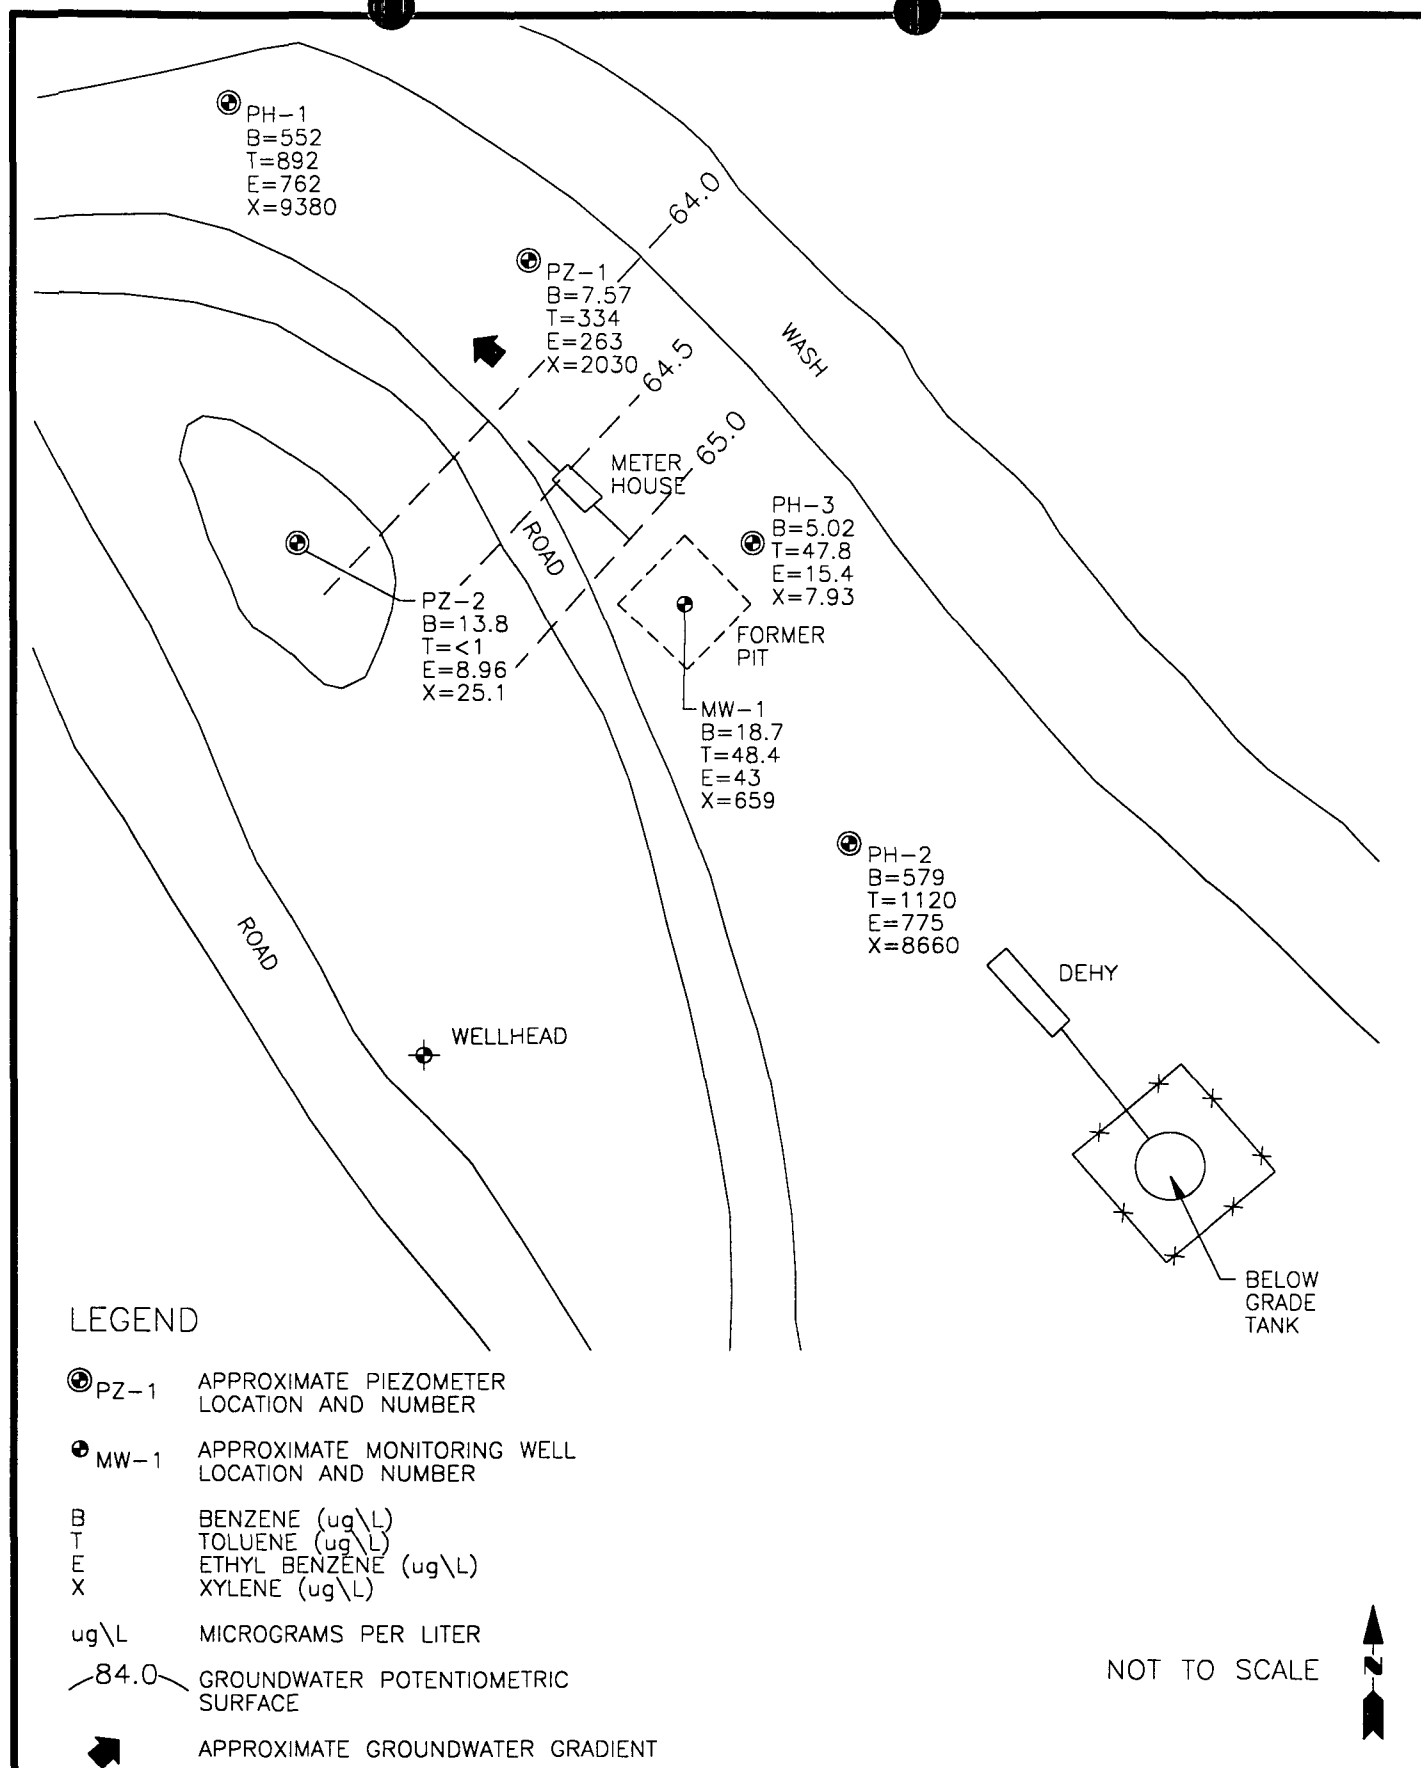 PH-1
B=552
T=892
E=762
X=9380
64.0
PZ-1
B=7.57
T=334
E=263
X=2030
64.5
WASH
65.0
METER
HOUSE
ROAD
PH-3
B=5.02
T=47.8
E=15.4
X=7.93
PZ-2
B=13.8
T=<1
E=8.96
X=25.1
FORMER
PIT
MW-1
B=18.7
T=48.4
E=43
X=659
PH-2
B=579
T=1120
E=775
X=8660
ROAD
DEHY
WELLHEAD
BELOW
GRADE
TANK
LEGEND
PZ-1 APPROXIMATE PIEZOMETER
LOCATION AND NUMBER
MW-1 APPROXIMATE MONITORING WELL
LOCATION AND NUMBER
B BENZENE (ug\L)
T TOLUENE (ug\L)
E ETHYL BENZENE (ug\L)
X XYLENE (ug\L)
ug\L MICROGRAMS PER LITER
84.0 GROUNDWATER POTENTIOMETRIC
SURFACE
APPROXIMATE GROUNDWATER GRADIENT
NOT TO SCALE
N